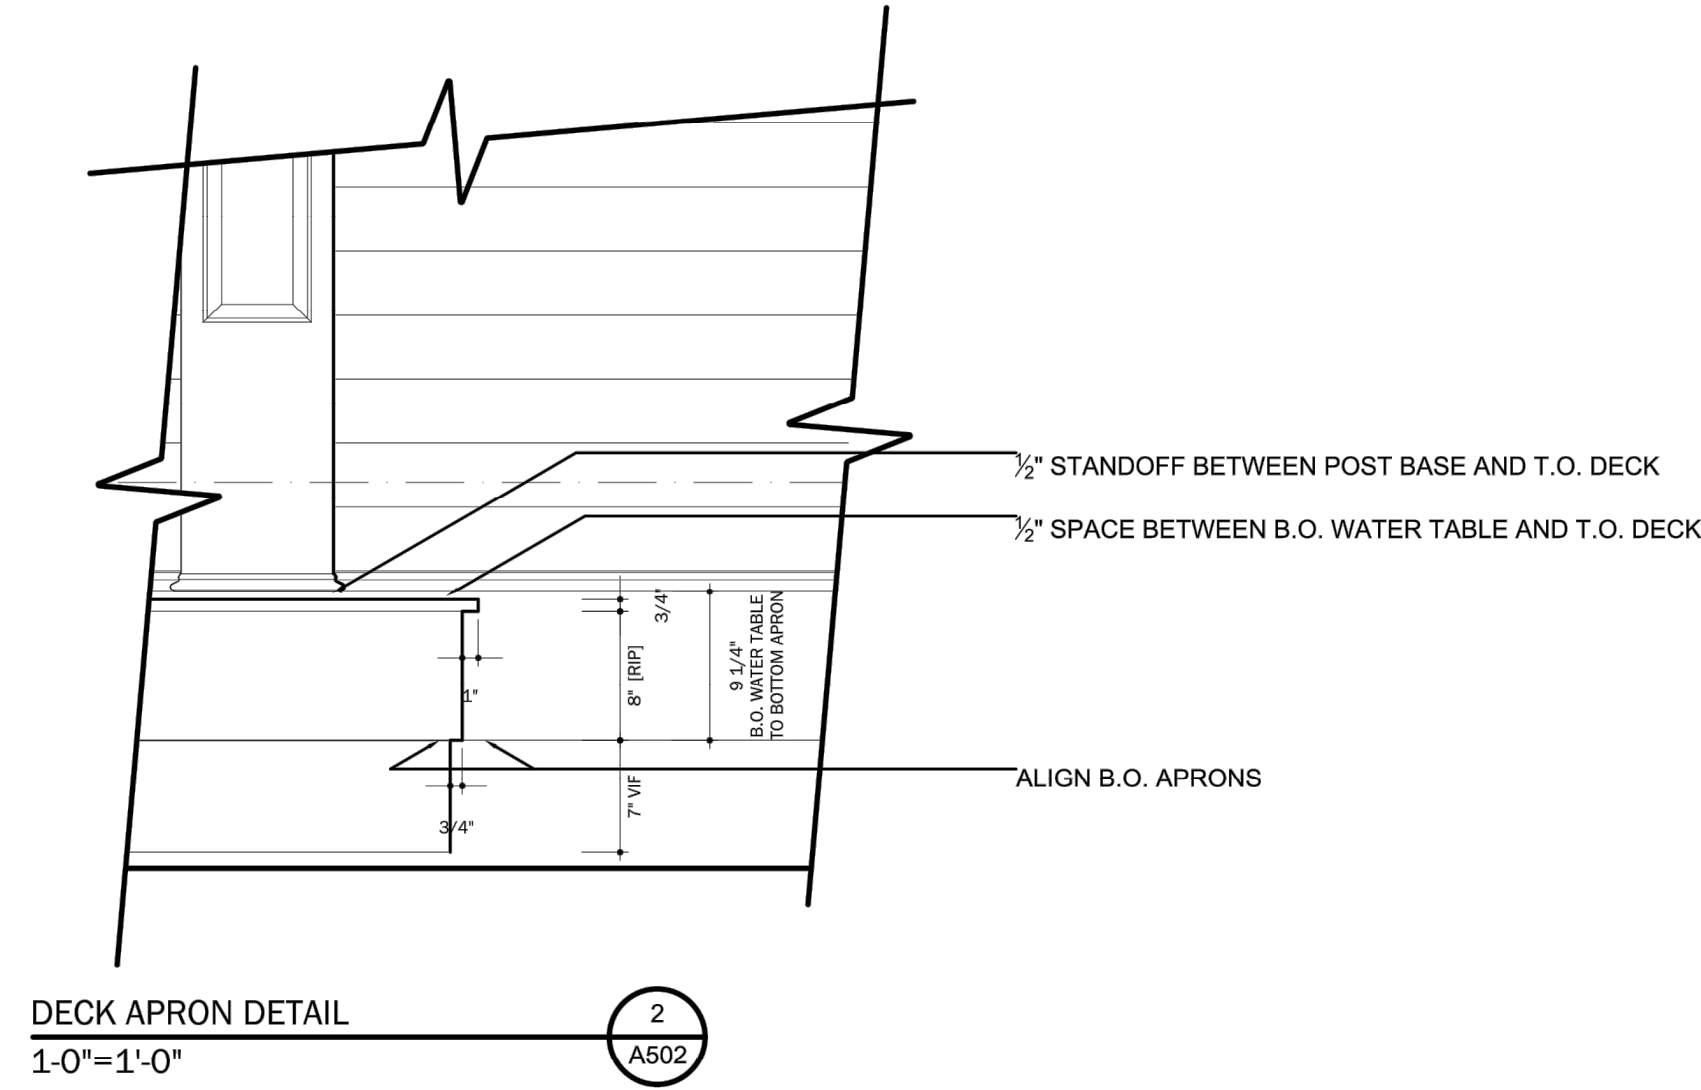 ½" STANDOFF BETWEEN POST BASE AND T.O. DECK
½" SPACE BETWEEN B.O. WATER TABLE AND T.O. DECK
3/4"
9 1/4"
B.O. WATER TABLE
TO BOTTOM APRON
8" [RIP]
1"
ALIGN B.O. APRONS
7" VIF
3/4"
DECK APRON DETAIL
2
1-0"=1'-0"
A502